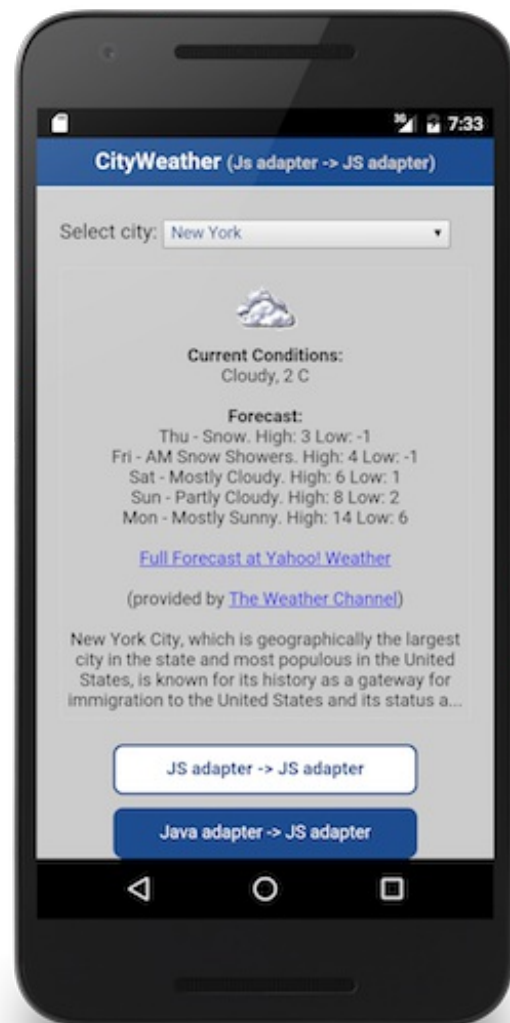 3G 7:33
CityWeather (Js adapter -> JS adapter)
Select city: New York
Current Conditions:
Cloudy, 2 C
Forecast:
Thu - Snow. High: 3 Low: -1
Fri - AM Snow Showers. High: 4 Low: -1
Sat - Mostly Cloudy. High: 6 Low: 1
Sun - Partly Cloudy. High: 8 Low: 2
Mon - Mostly Sunny. High: 14 Low: 6
Full Forecast at Yahoo! Weather
(provided by The Weather Channel)
New York City, which is geographically the largest
city in the state and most populous in the United
States, is known for its history as a gateway for
immigration to the United States and its status a...
JS adapter -> JS adapter
Java adapter -> JS adapter